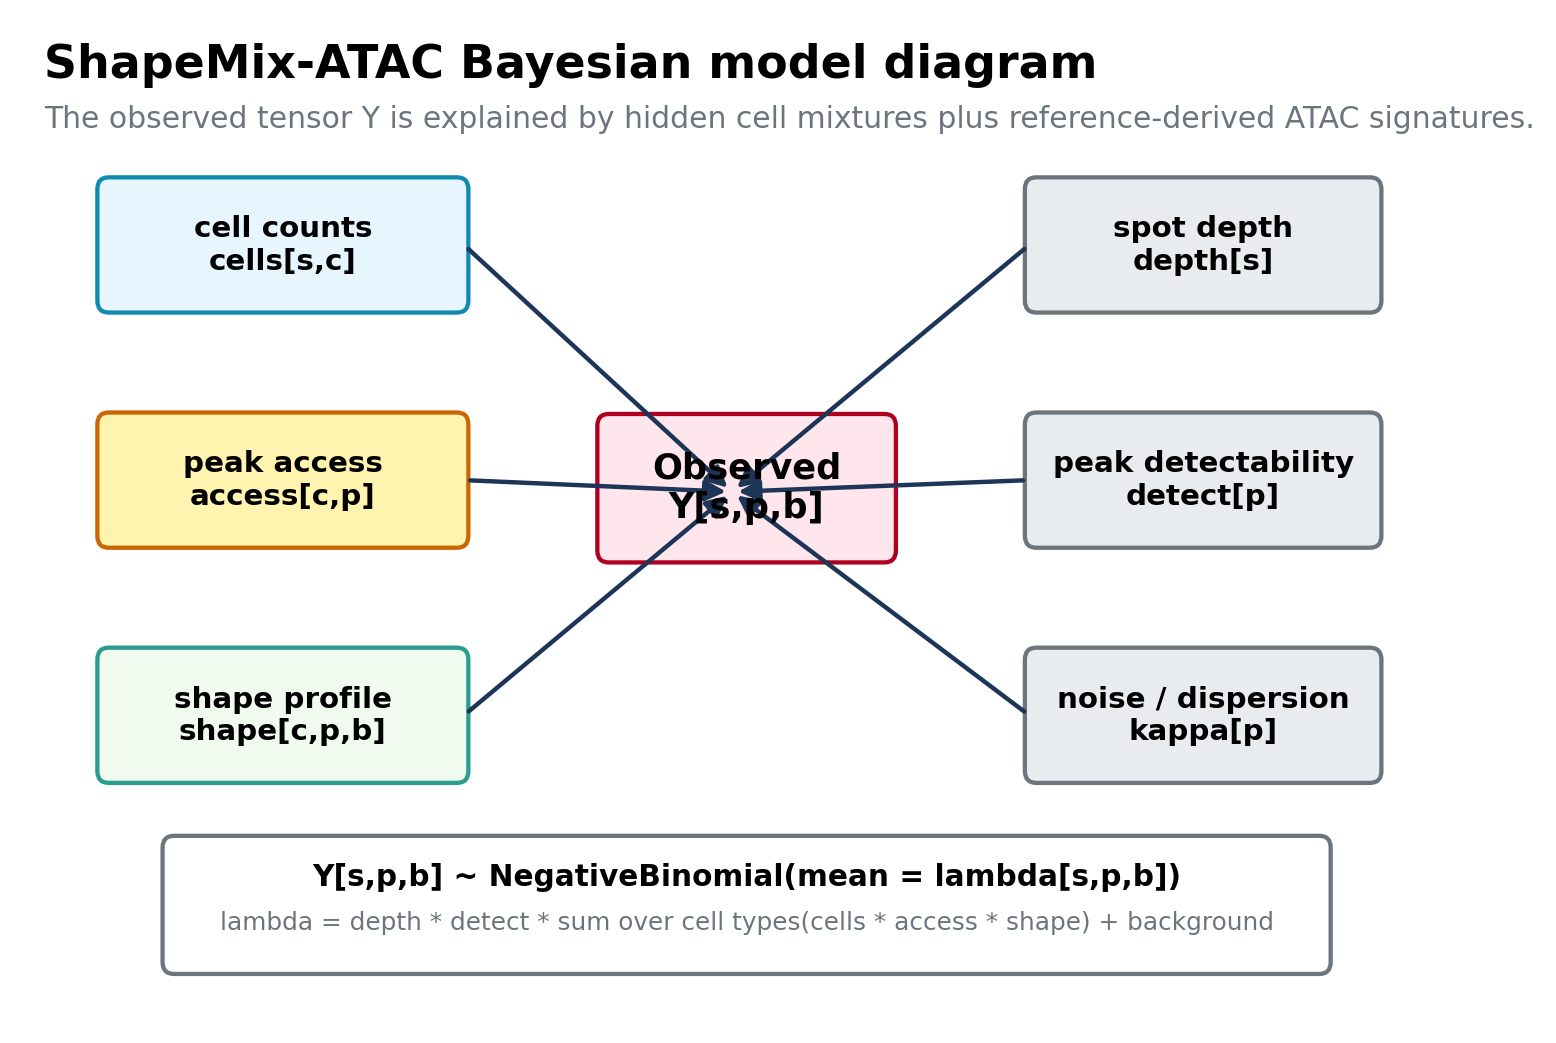 ShapeMix-ATAC Bayesian model diagram
The observed tensor Y is explained by hidden cell mixtures plus reference-derived ATAC signatures.
cell counts
cells[s,c]
spot depth
depth[s]
peak access
access[c,p]
Observed
Y[s,p,b]
peak detectability
detect[p]
shape profile
shape[c,p,b]
noise / dispersion
kappa[p]
Y[s,p,b] ~ NegativeBinomial(mean = lambda[s,p,b])
lambda = depth * detect * sum over cell types(cells * access * shape) + background